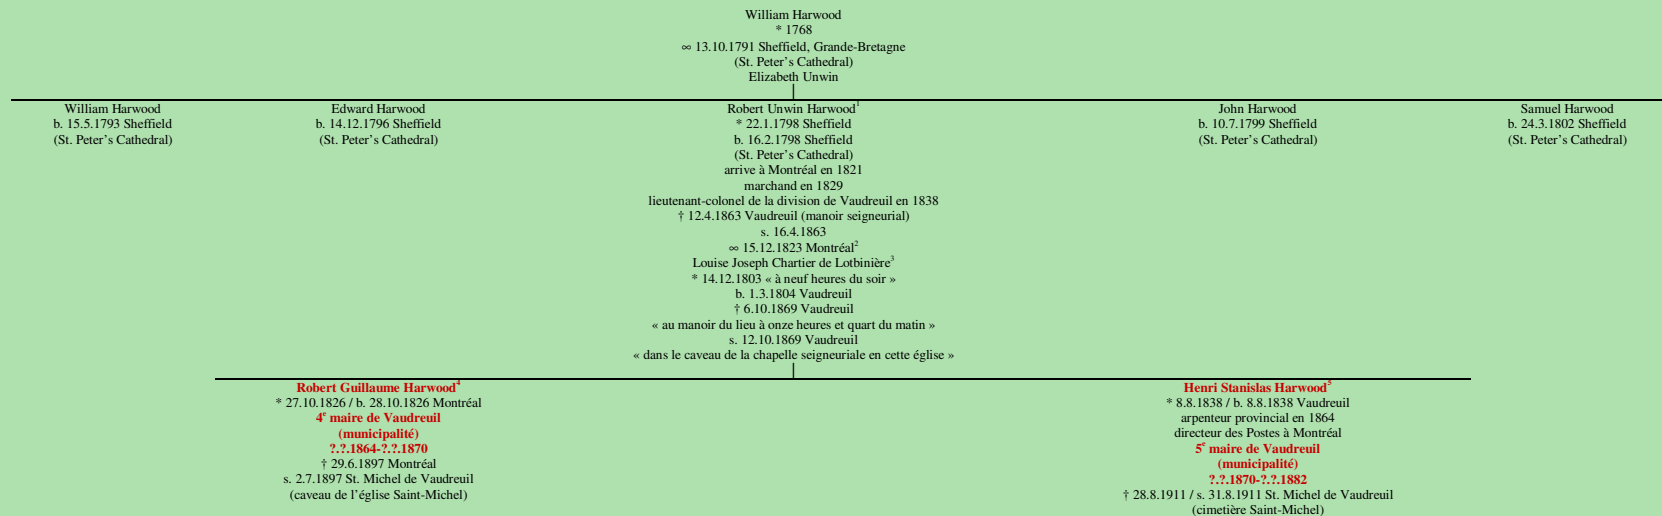 William Harwood
* 1768
∞ 13.10.1791 Sheffield, Grande-Bretagne
(St. Peter’s Cathedral)
Elizabeth Unwin
William Harwood
b. 15.5.1793 Sheffield
(St. Peter’s Cathedral)
Edward Harwood
b. 14.12.1796 Sheffield
(St. Peter’s Cathedral)
Robert Unwin Harwood¹
* 22.1.1798 Sheffield
b. 16.2.1798 Sheffield
(St. Peter’s Cathedral)
arrive à Montréal en 1821
marchand en 1829
lieutenant-colonel de la division de Vaudreuil en 1838
† 12.4.1863 Vaudreuil (manoir seigneurial)
s. 16.4.1863
∞ 15.12.1823 Montréal²
Louise Joseph Chartier de Lotbinière³
* 14.12.1803 « à neuf heures du soir »
b. 1.3.1804 Vaudreuil
† 6.10.1869 Vaudreuil
« au manoir du lieu à onze heures et quart du matin »
s. 12.10.1869 Vaudreuil
« dans le caveau de la chapelle seigneuriale en cette église »
John Harwood
b. 10.7.1799 Sheffield
(St. Peter’s Cathedral)
Samuel Harwood
b. 24.3.1802 Sheffield
(St. Peter’s Cathedral)
Robert Guillaume Harwood⁴
* 27.10.1826 / b. 28.10.1826 Montréal
4e maire de Vaudreuil
(municipalité)
?.?.1864-?.?.1870
† 29.6.1897 Montréal
s. 2.7.1897 St. Michel de Vaudreuil
(caveau de l’église Saint-Michel)
Henri Stanislas Harwood⁵
* 8.8.1838 / b. 8.8.1838 Vaudreuil
arpenteur provincial en 1864
directeur des Postes à Montréal
5e maire de Vaudreuil
(municipalité)
?.?.1870-?.?.1882
† 28.8.1911 / s. 31.8.1911 St. Michel de Vaudreuil
(cimetière Saint-Michel)